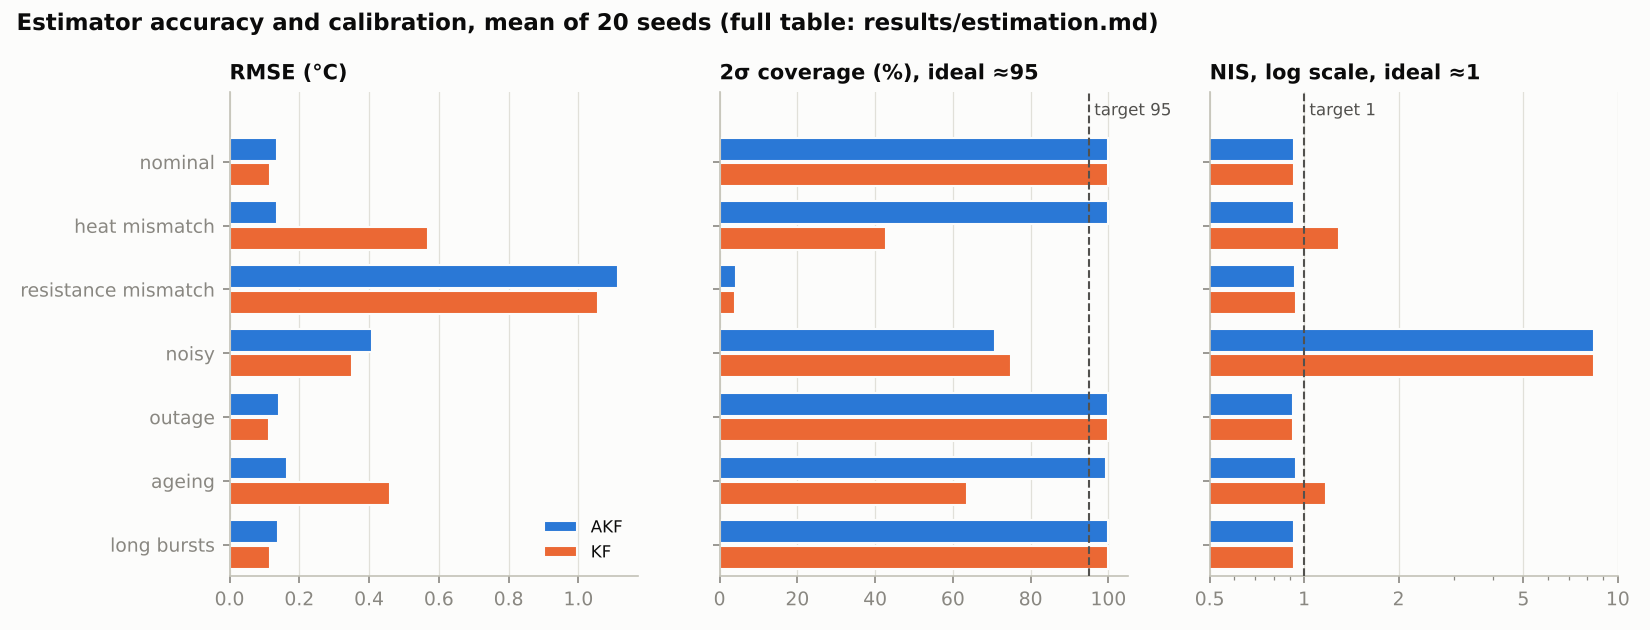 Estimator accuracy and calibration, mean of 20 seeds (full table: results/estimation.md)
RMSE (°C)
2σ coverage (%), ideal ≈95
NIS, log scale, ideal ≈1
target 95
target 1
nominal
heat mismatch
resistance mismatch
noisy
outage
ageing
long bursts
AKF
KF
0.0 0.2 0.4 0.6 0.8 1.0
0 20 40 60 80 100
0.5 1 2 5 10